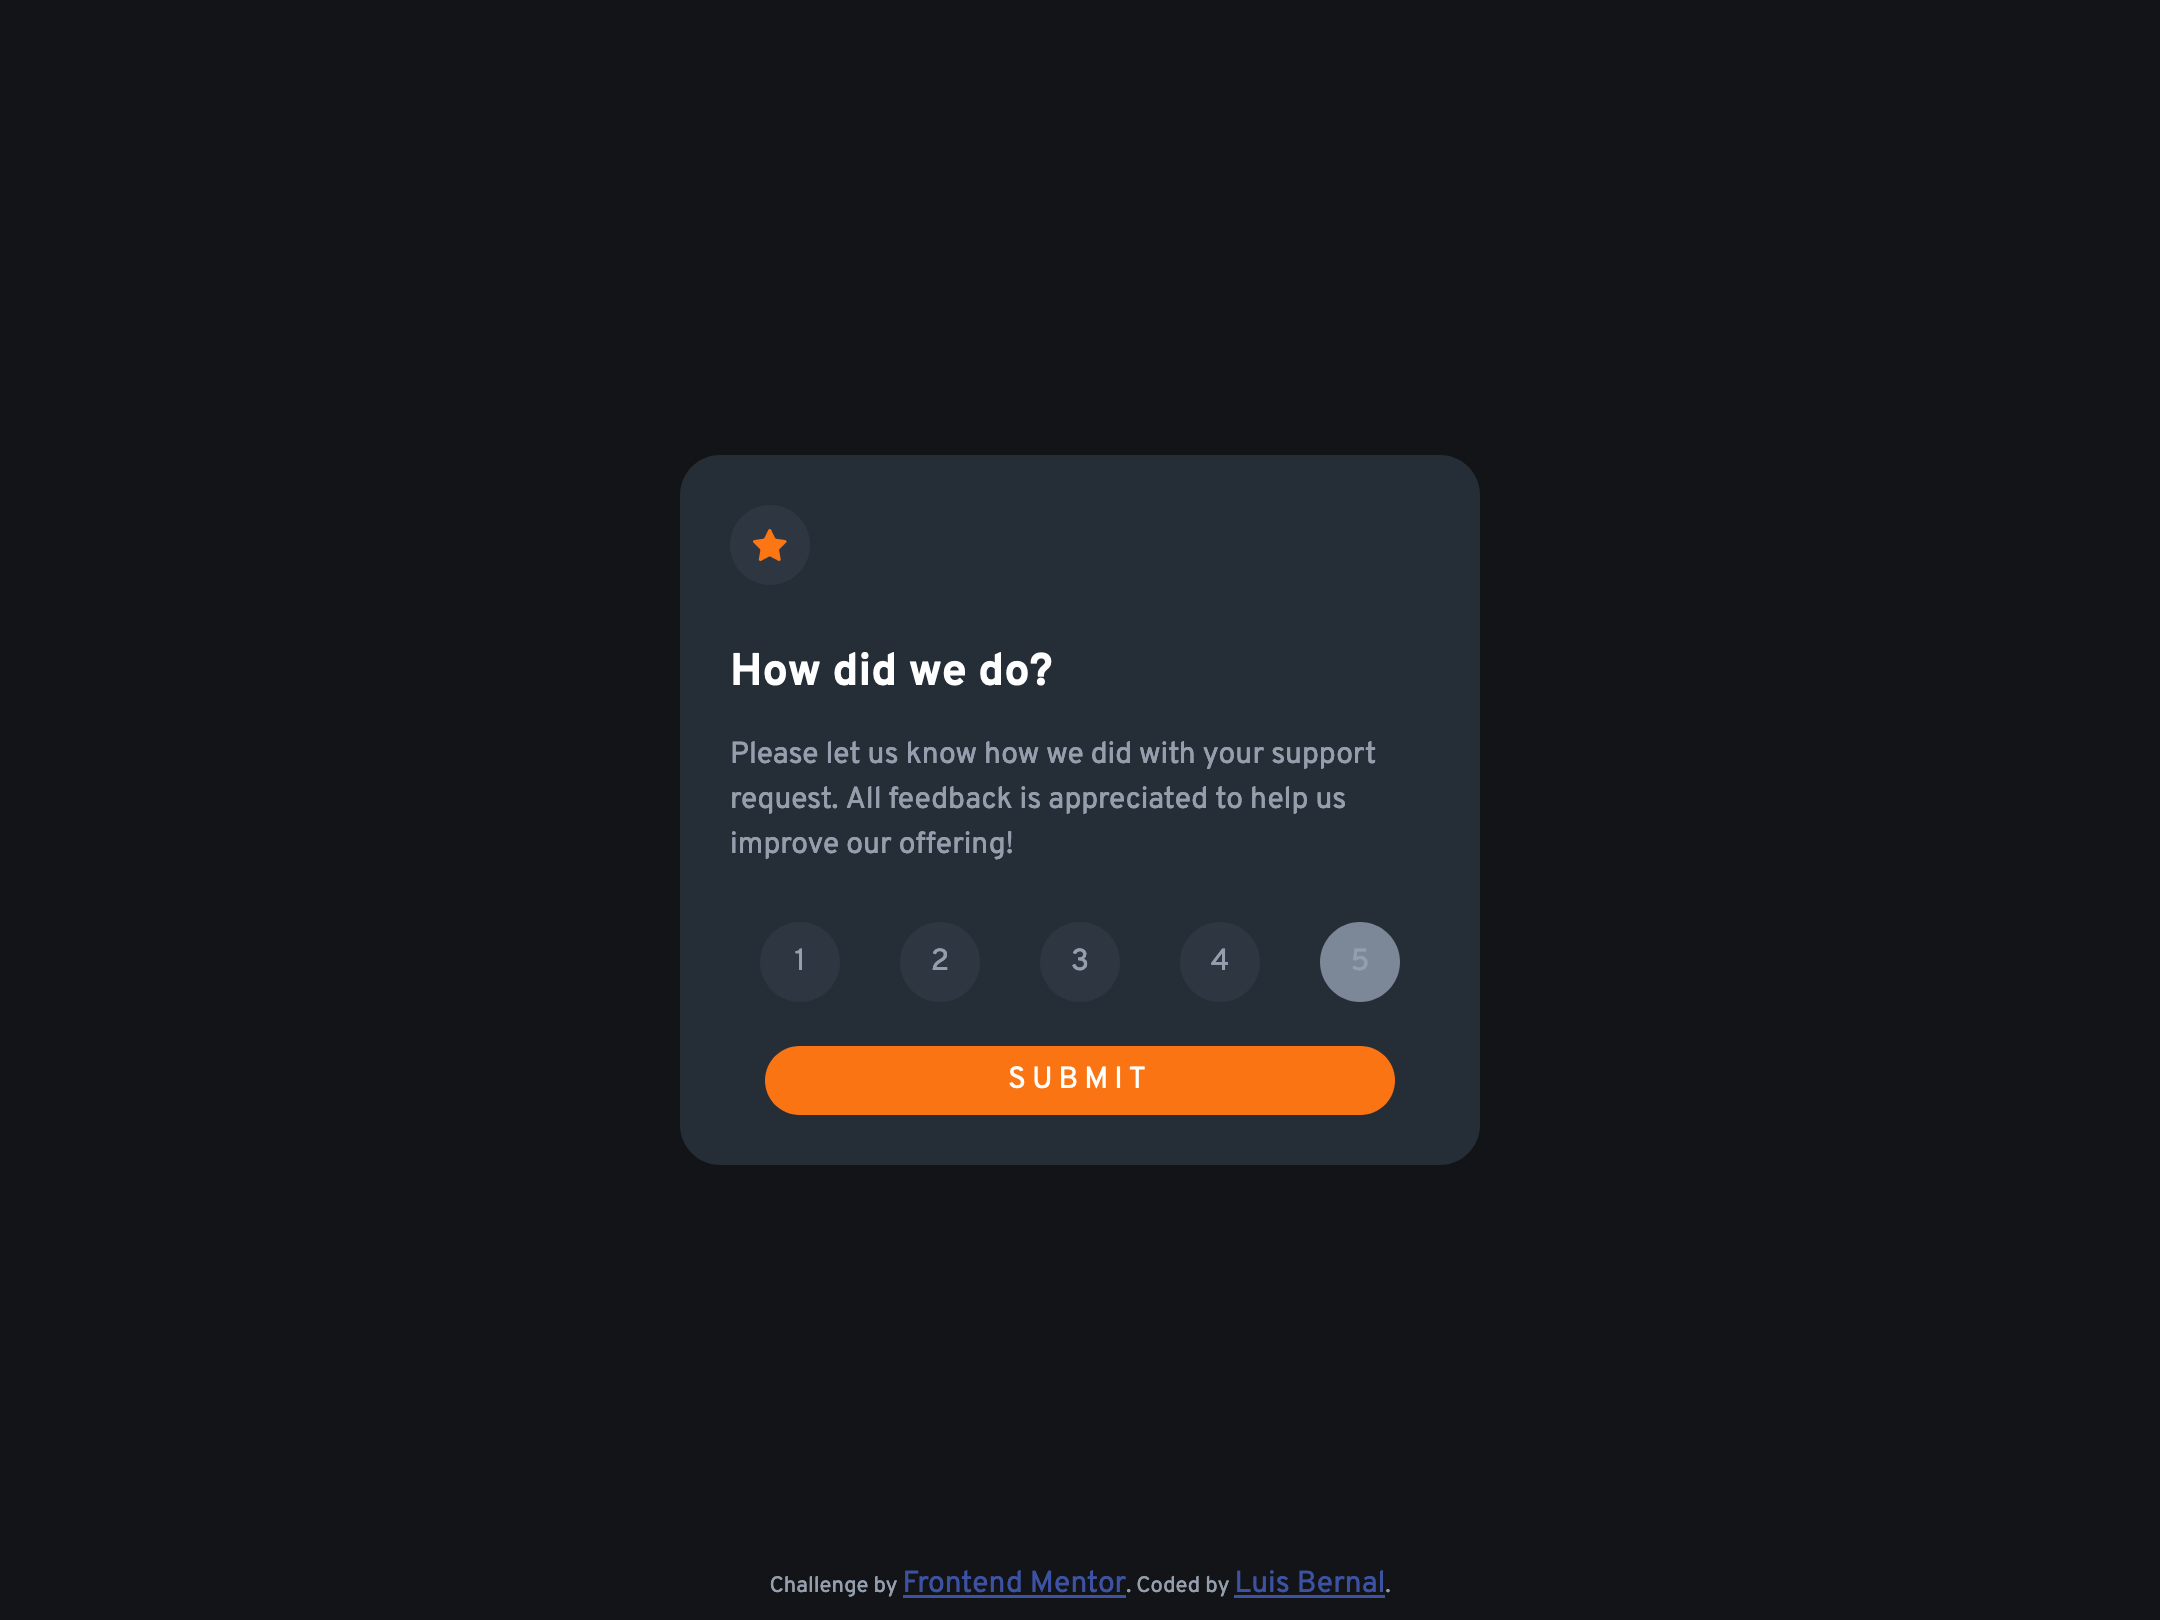 How did we do?
Please let us know how we did with your support
request. All feedback is appreciated to help us
improve our offering!
1 2 3 4 5
SUBMIT
Challenge by Frontend Mentor. Coded by Luis Bernal.